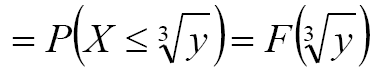 = P(X ≤ ∛y) = F(∛y)